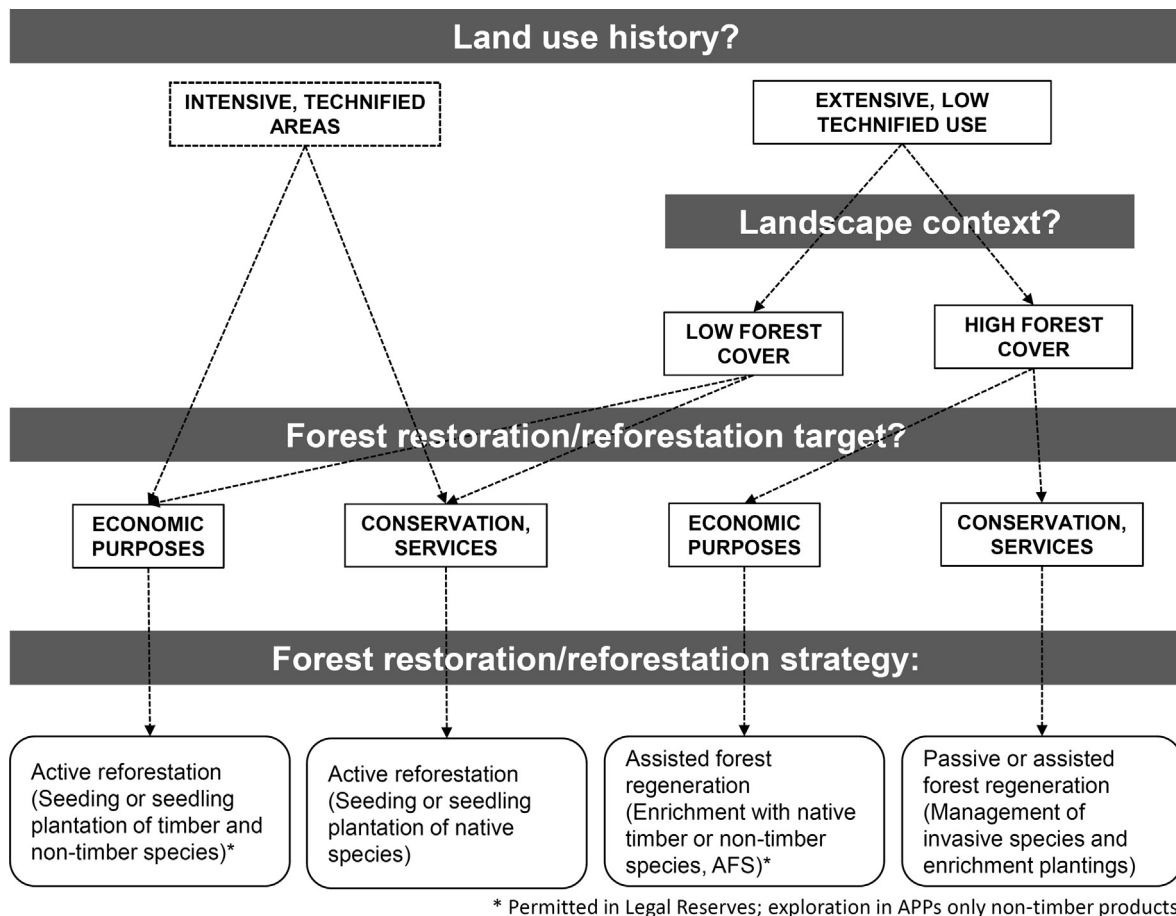 Land use history?
INTENSIVE, TECHNIFIED
AREAS
EXTENSIVE, LOW
TECHNIFIED USE
Landscape context?
LOW FOREST
COVER
HIGH FOREST
COVER
Forest restoration/reforestation target?
ECONOMIC
PURPOSES
CONSERVATION,
SERVICES
ECONOMIC
PURPOSES
CONSERVATION,
SERVICES
Forest restoration/reforestation strategy:
Active reforestation
(Seeding or seedling
plantation of timber and
non-timber species)*
Active reforestation
(Seeding or seedling
plantation of native
species)
Assisted forest
regeneration
(Enrichment with native
timber or non-timber
species, AFS)*
Passive or assisted
forest regeneration
(Management of
invasive species and
enrichment plantings)
* Permitted in Legal Reserves; exploration in APPs only non-timber products